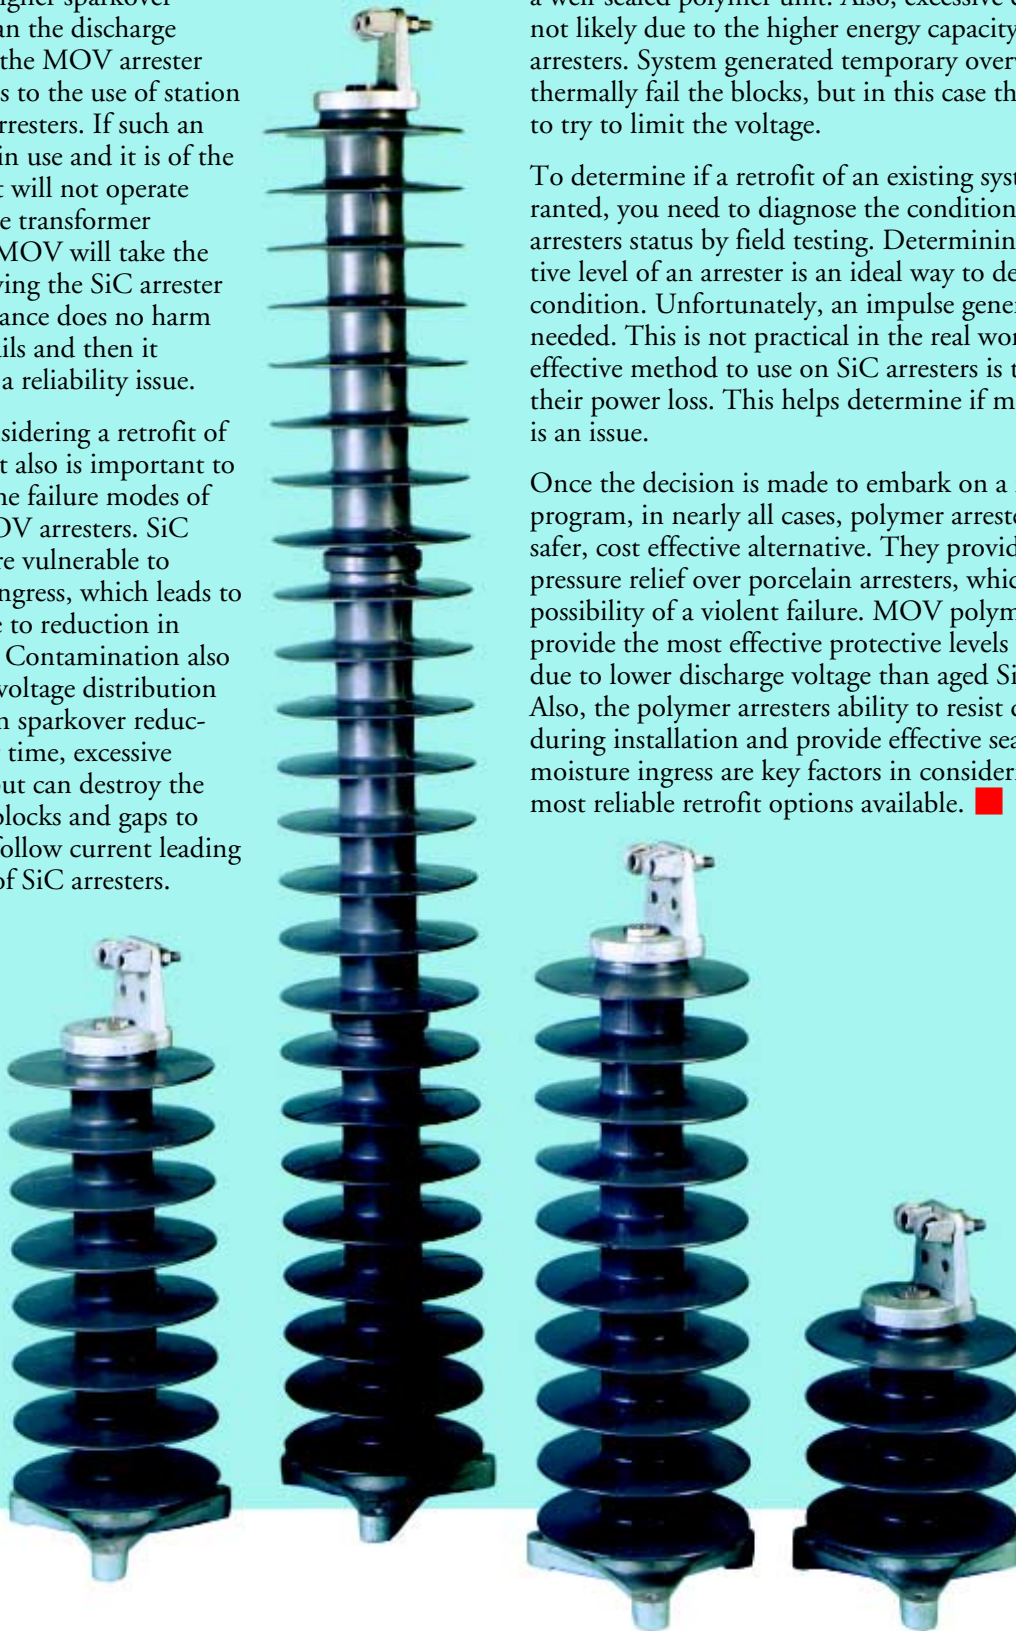 igher sparkover
an the discharge
the MOV arrester
s to the use of station
rresters. If such an
in use and it is of the
t will not operate
e transformer
MOV will take the
ving the SiC arrester
ance does no harm
ails and then it
a reliability issue.
nsidering a retrofit of
t also is important to
he failure modes of
OV arresters. SiC
re vulnerable to
ngress, which leads to
e to reduction in
Contamination also
voltage distribution
n sparkover reduc-
time, excessive
out can destroy the
blocks and gaps to
follow current leading
of SiC arresters.
a well sealed polymer unit. Also, excessive
not likely due to the higher energy capacity
arresters. System generated temporary over
thermally fail the blocks, but in this case th
to try to limit the voltage.
To determine if a retrofit of an existing syst
ranted, you need to diagnose the condition
arresters status by field testing. Determinin
tive level of an arrester is an ideal way to de
condition. Unfortunately, an impulse gener
needed. This is not practical in the real wor
effective method to use on SiC arresters is t
their power loss. This helps determine if m
is an issue.
Once the decision is made to embark on a
program, in nearly all cases, polymer arreste
safer, cost effective alternative. They provid
pressure relief over porcelain arresters, whic
possibility of a violent failure. MOV polym
provide the most effective protective levels
due to lower discharge voltage than aged Si
Also, the polymer arresters ability to resist
during installation and provide effective sea
moisture ingress are key factors in consideri
most reliable retrofit options available.